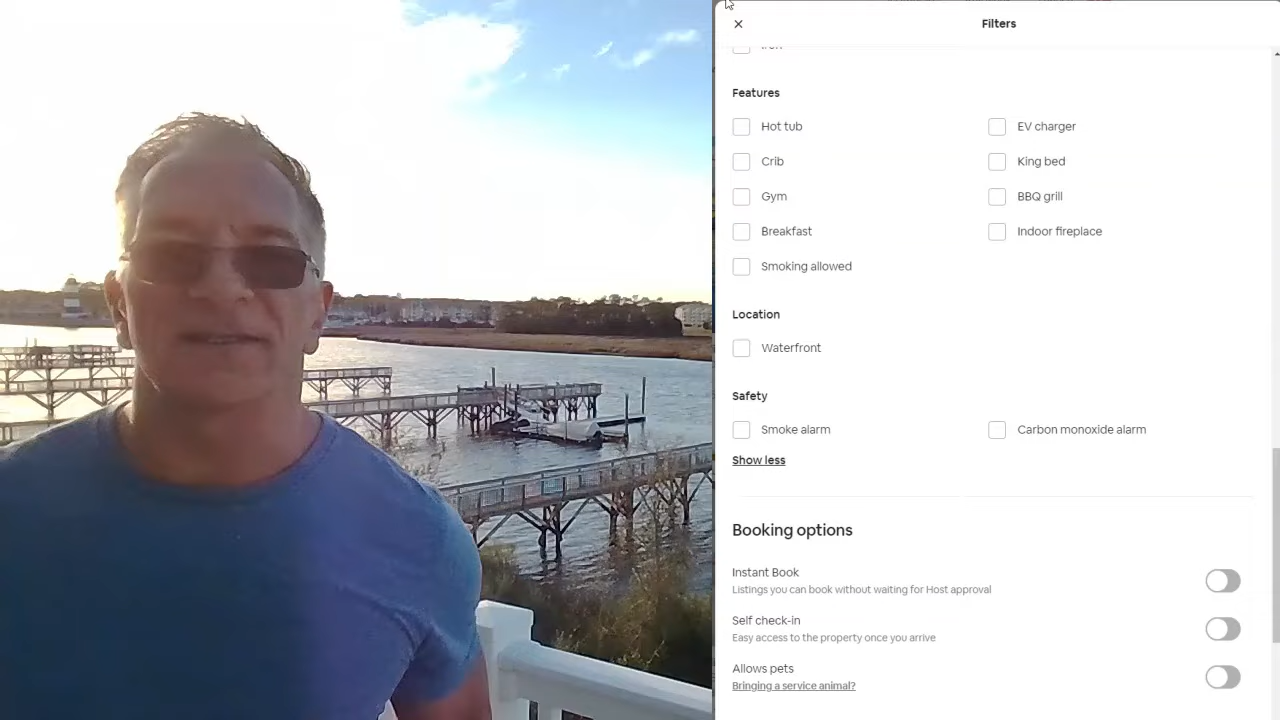 Filters
Features
Hot tub
EV charger
Crib
King bed
Gym
BBQ grill
Breakfast
Indoor fireplace
Smoking allowed
Location
Waterfront
Safety
Smoke alarm
Carbon monoxide alarm
Show less
Booking options
Instant Book
Listings you can book without waiting for Host approval
Self check-in
Easy access to the property once you arrive
Allows pets
Bringing a service animal?